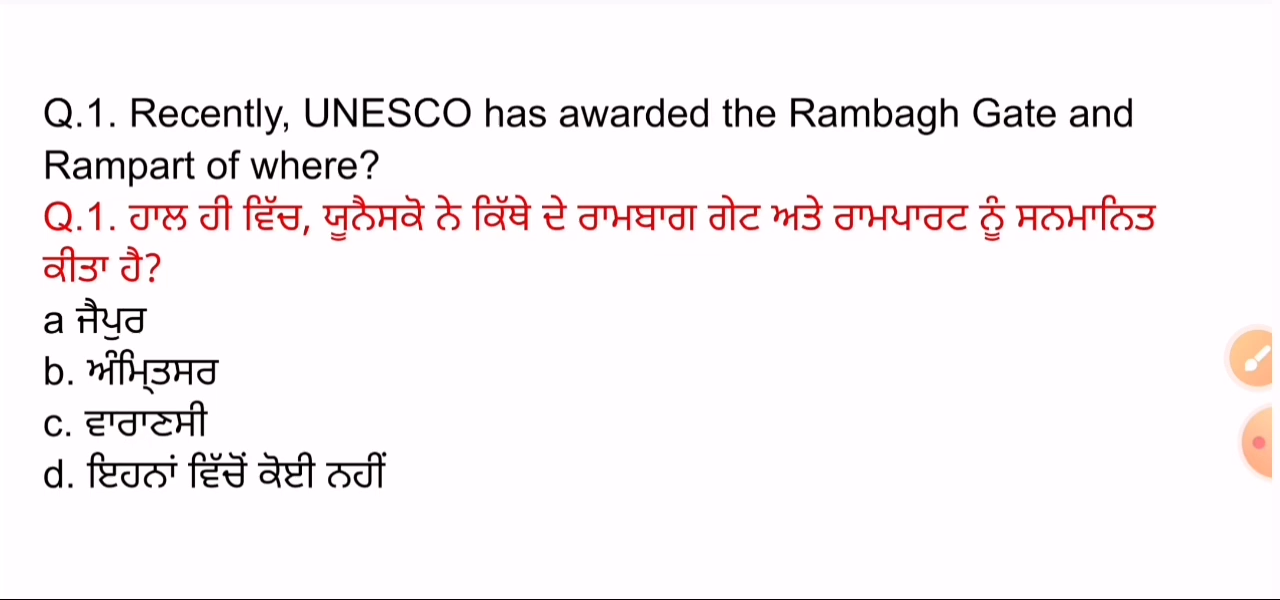 Q.1. Recently, UNESCO has awarded the Rambagh Gate and
Rampart of where?
Q.1. ਹਾਲ ਹੀ ਵਿੱਚ, ਯੂਨੈਸਕੋ ਨੇ ਕਿੱਥੇ ਦੇ ਰਾਮਬਾਗ ਗੇਟ ਅਤੇ ਰਾਮਪਾਰਟ ਨੂੰ ਸਨਮਾਨਿਤ
ਕੀਤਾ ਹੈ?
a ਜੈਪੁਰ
b. ਅੰਮ੍ਰਿਤਸਰ
c. ਵਾਰਾਣਸੀ
d. ਇਹਨਾਂ ਵਿੱਚੋਂ ਕੋਈ ਨਹੀਂ